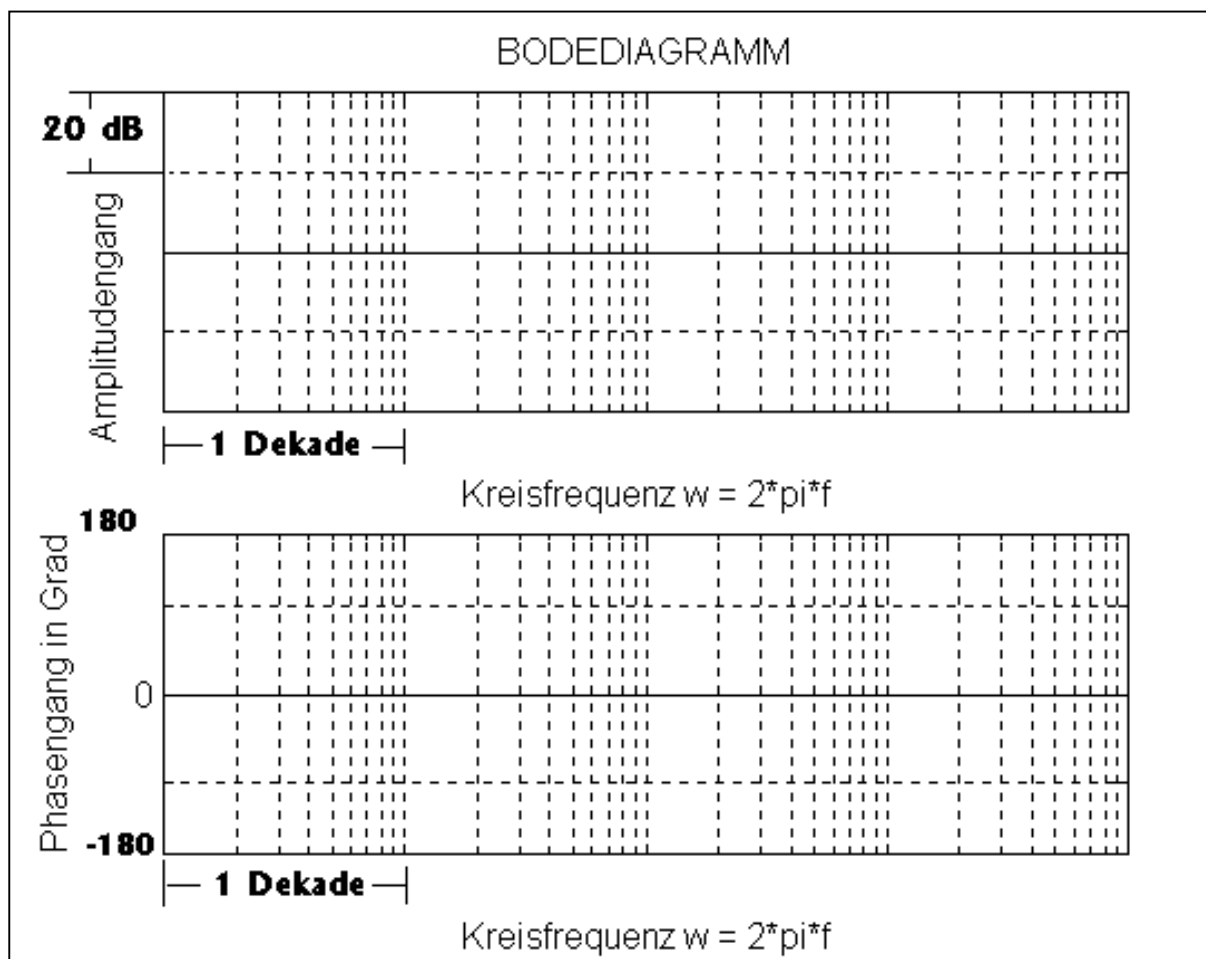 BODEDIAGRAMM
20 dB
Amplitudengang
1 Dekade
Kreisfrequenz w = 2*pi*f
180
Phasengang in Grad
0
-180
1 Dekade
Kreisfrequenz w = 2*pi*f